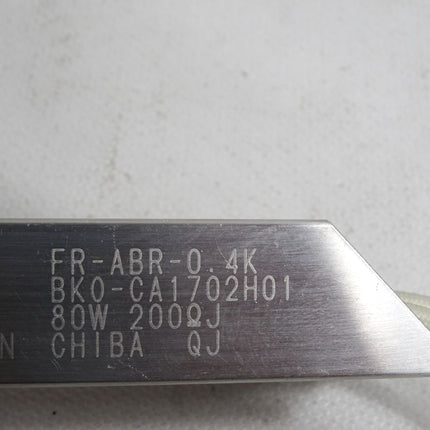 FR-ABR-0.4K
BKO-CA1702H01
80W 200ΩJ
N CHIBA QJ